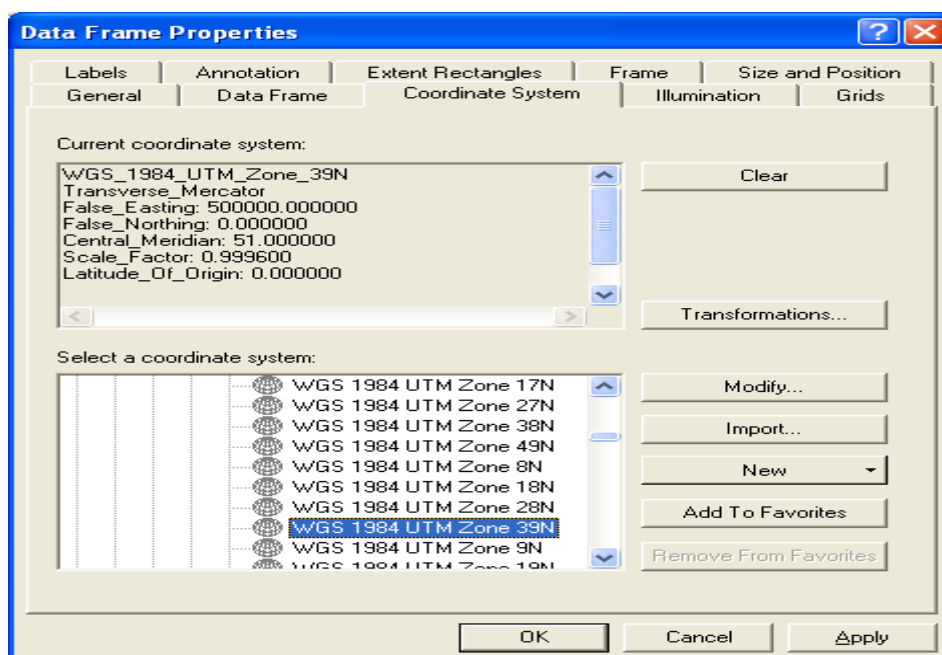 Data Frame Properties
Labels Annotation Extent Rectangles Frame Size and Position
General Data Frame Coordinate System Illumination Grids
Current coordinate system:
WGS_1984_UTM_Zone_39N
Transverse_Mercator
False_Easting: 500000.000000
False_Northing: 0.000000
Central_Meridian: 51.000000
Scale_Factor: 0.999600
Latitude_Of_Origin: 0.000000
Clear
Transformations...
Select a coordinate system:
WGS 1984 UTM Zone 17N
WGS 1984 UTM Zone 27N
WGS 1984 UTM Zone 38N
WGS 1984 UTM Zone 49N
WGS 1984 UTM Zone 8N
WGS 1984 UTM Zone 18N
WGS 1984 UTM Zone 28N
WGS 1984 UTM Zone 39N
WGS 1984 UTM Zone 9N
WGS 1984 UTM Zone 19N
Modify...
Import...
New
Add To Favorites
Remove From Favorites
OK Cancel Apply